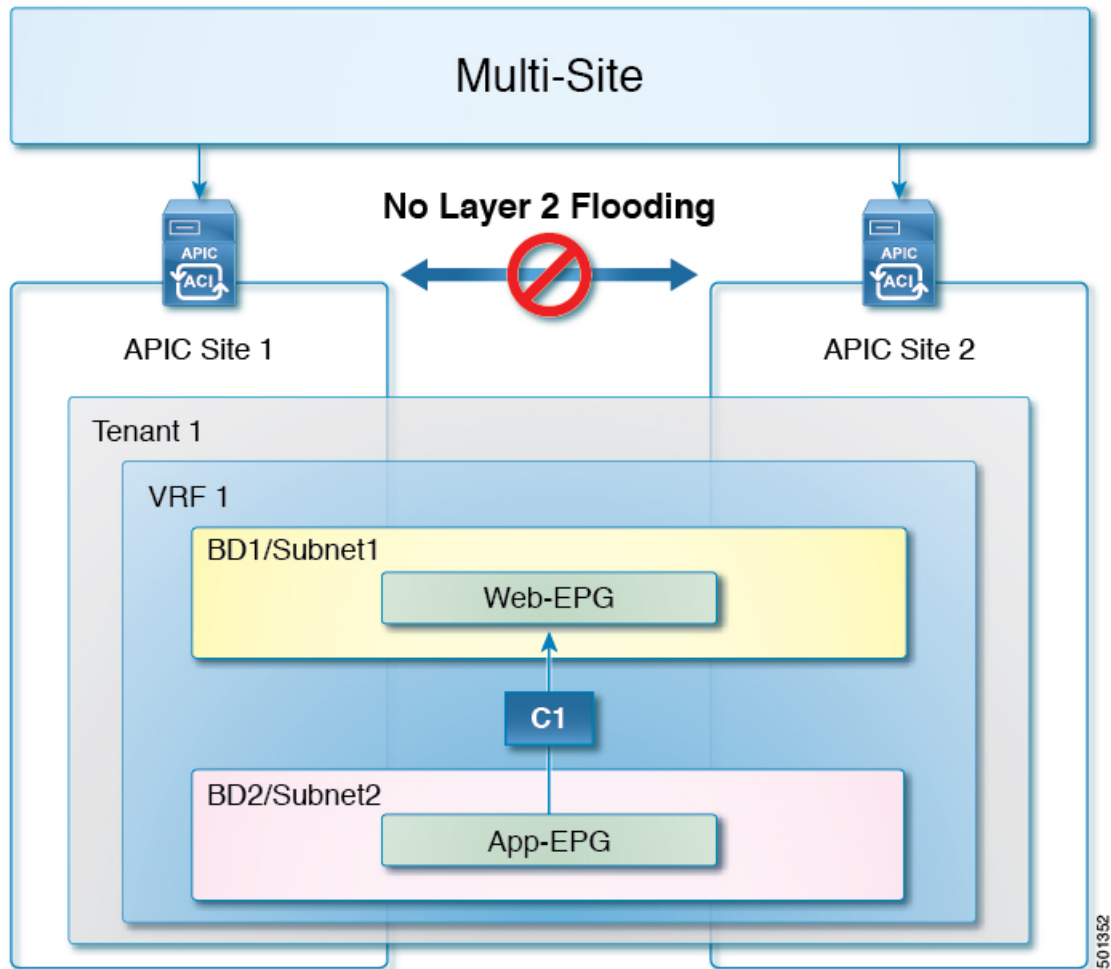 Multi-Site
No Layer 2 Flooding
APIC
ACI
APIC
ACI
APIC Site 1
APIC Site 2
Tenant 1
VRF 1
BD1/Subnet1
Web-EPG
C1
BD2/Subnet2
App-EPG
501352